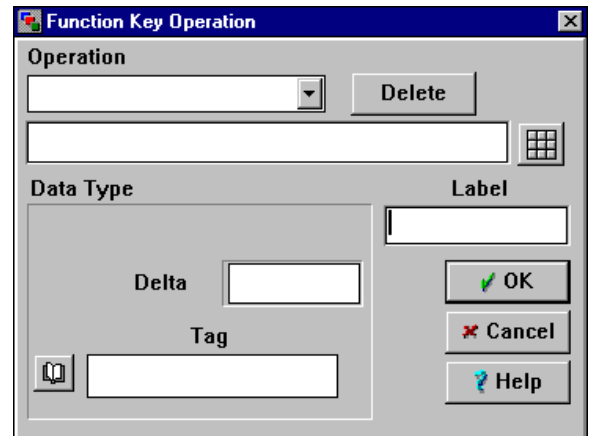 Function Key Operation
Operation
Delete
Data Type
Label
Delta
OK
Tag
Cancel
Help